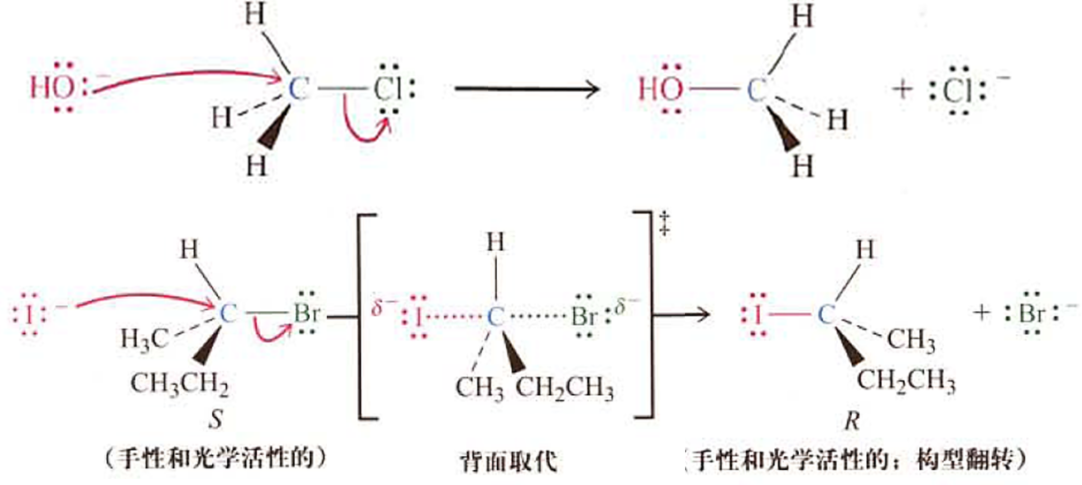 H H
HO:⁻ C Cl: HO C + :Cl:⁻
H H
H H
‡
H H H
:I:⁻ C Br δ⁻ :I C Br: δ⁻ :I C + :Br:⁻
H₃C CH₃
CH₃CH₂ CH₃ CH₂CH₃ CH₂CH₃
S R
（手性和光学活性的） 背面取代 （手性和光学活性的；构型翻转）